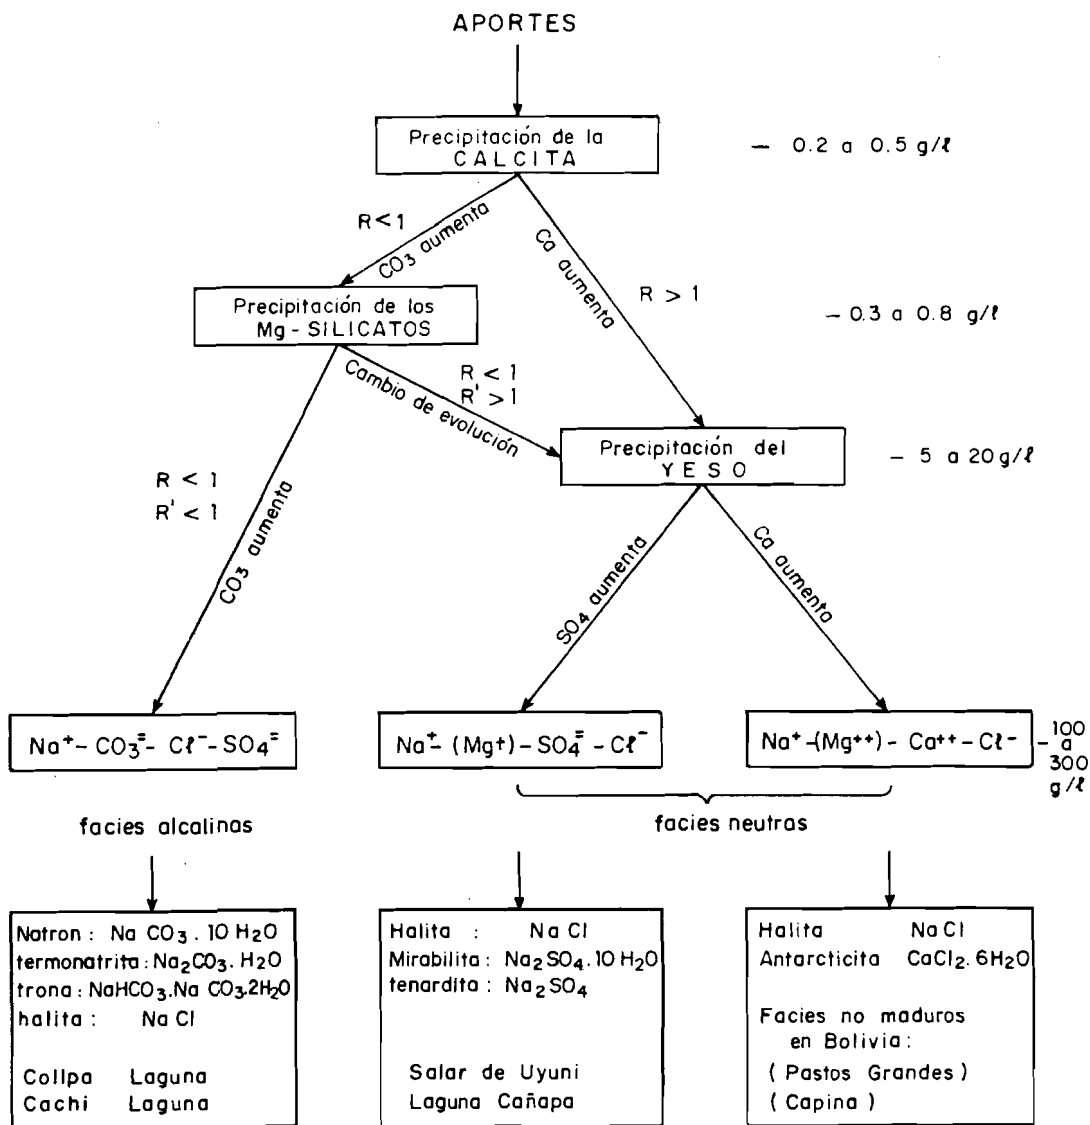 APORTES
Precipitación de la
CALCITA
— 0.2 a 0.5 g/ℓ
R < 1
CO₃ aumenta
Ca aumenta
R > 1
Precipitación de los
Mg - SILICATOS
– 0.3 a 0.8 g/ℓ
R < 1
R' > 1
Cambio de evolución
Precipitación del
YESO
– 5 a 20 g/ℓ
R < 1
R' < 1
CO₃ aumenta
SO₄ aumenta
Ca aumenta
Na⁺ – CO₃⁼ – Cℓ⁻ – SO₄⁼
Na⁺ – (Mg⁺) – SO₄⁼ – Cℓ⁻
Na⁺ – (Mg⁺⁺) – Ca⁺⁺ – Cℓ⁻
– 100
a
300
g/ℓ
facies alcalinas
facies neutras
Natron : Na CO₃ . 10 H₂O
termonatrita : Na₂CO₃ . H₂O
trona : NaHCO₃.Na CO₃.2H₂O
halita : Na Cl
Collpa Laguna
Cachi Laguna
Halita : Na Cl
Mirabilita : Na₂SO₄.10 H₂O
tenardita : Na₂SO₄
Salar de Uyuni
Laguna Cañapa
Halita NaCl
Antarcticita CaCl₂. 6H₂O
Facies no maduros
en Bolivia :
( Pastos Grandes )
( Capina )